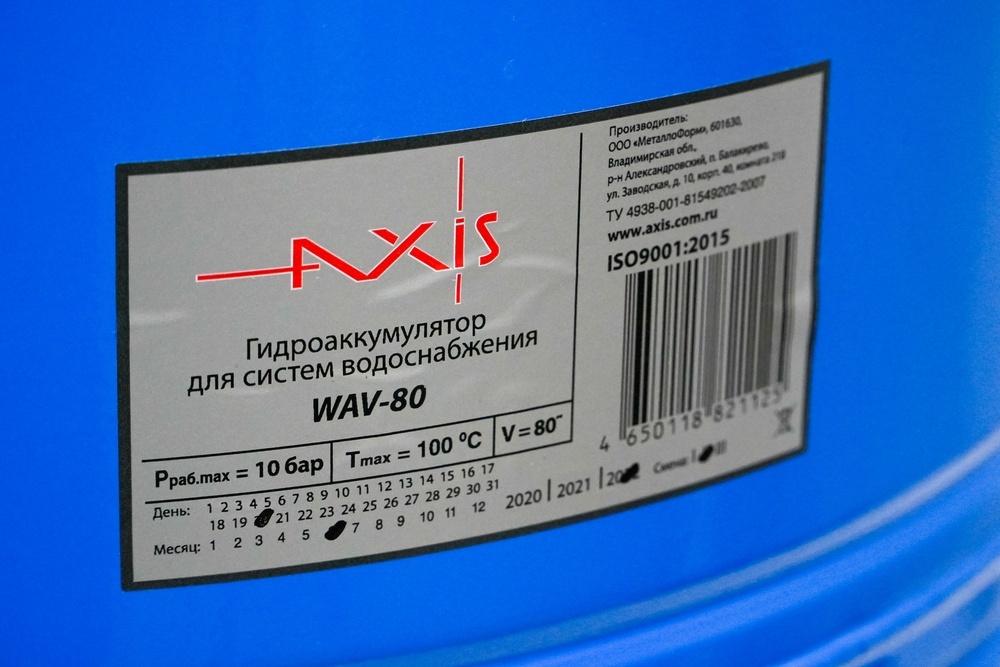 AXIS
Гидроаккумулятор
для систем водоснабжения
WAV-80
Pраб.max = 10 бар
Tmax = 100 ºC
V = 80
День: 1 2 3 4 5 6 7 8 9 10 11 12 13 14 15 16 17
18 19 21 22 23 24 25 26 27 28 29 30 31
Месяц: 1 2 3 4 5 7 8 9 10 11 12
2020 | 2021 |
Смена: I
Производитель:
ООО «МеталлоФорм», 601630,
Владимирская обл.,
р-н Александровский, п. Балакирево,
ул. Заводская, д. 10, корп. 40, комната 218
ТУ 4938-001-81549202-2007
www.axis.com.ru
ISO9001:2015
4 650118 821125